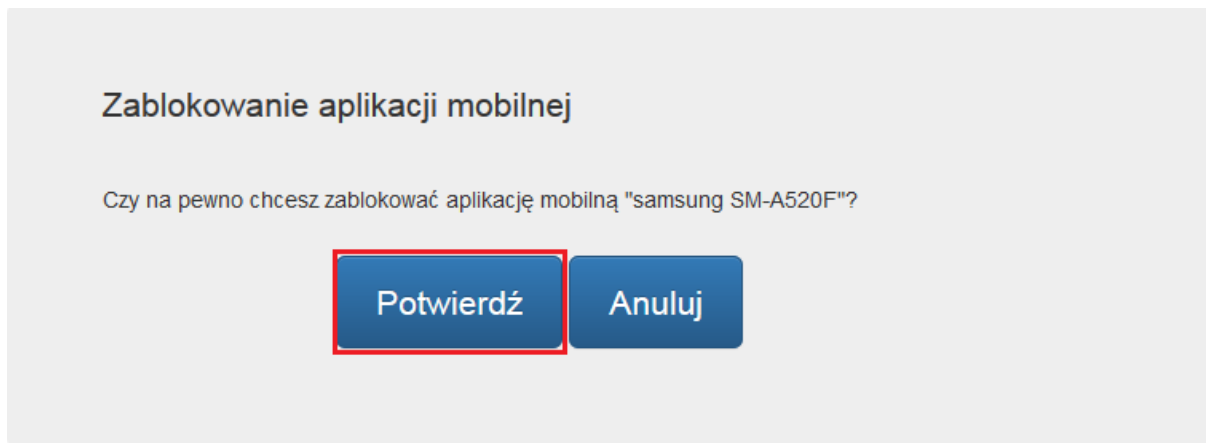 Zablokowanie aplikacji mobilnej
Czy na pewno chcesz zablokować aplikację mobilną "samsung SM-A520F"?
Potwierdź Anuluj